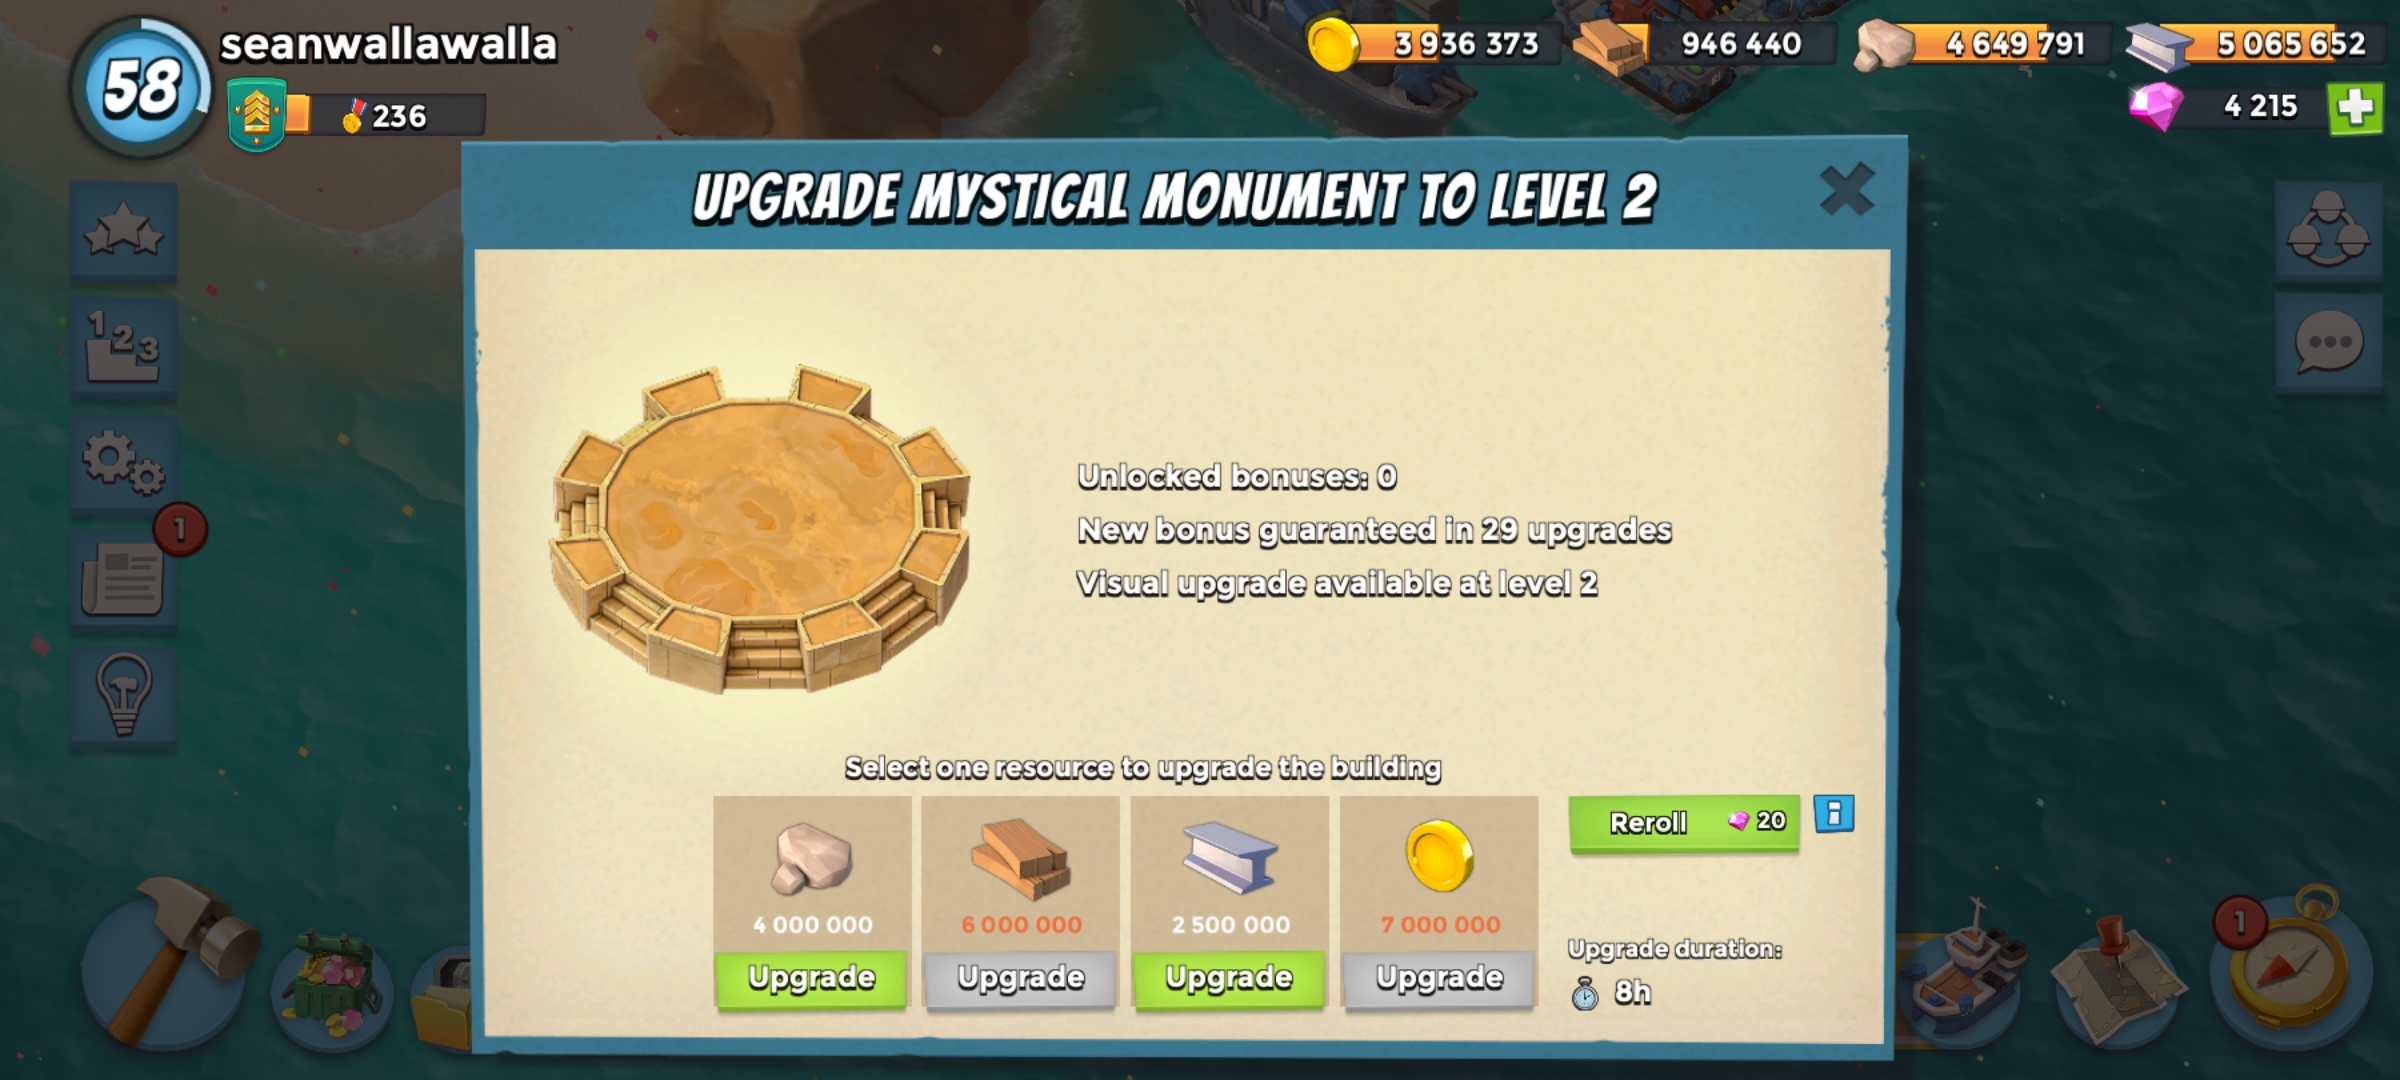 58
seanwallawalla
236
3 936 373
946 440
4 649 791
5 065 652
4 215
UPGRADE MYSTICAL MONUMENT TO LEVEL 2
1 2 3
1
Unlocked bonuses: 0
New bonus guaranteed in 29 upgrades
Visual upgrade available at level 2
Select one resource to upgrade the building
4 000 000
6 000 000
2 500 000
7 000 000
Upgrade
Upgrade
Upgrade
Upgrade
Reroll 20
i
Upgrade duration:
8h
1